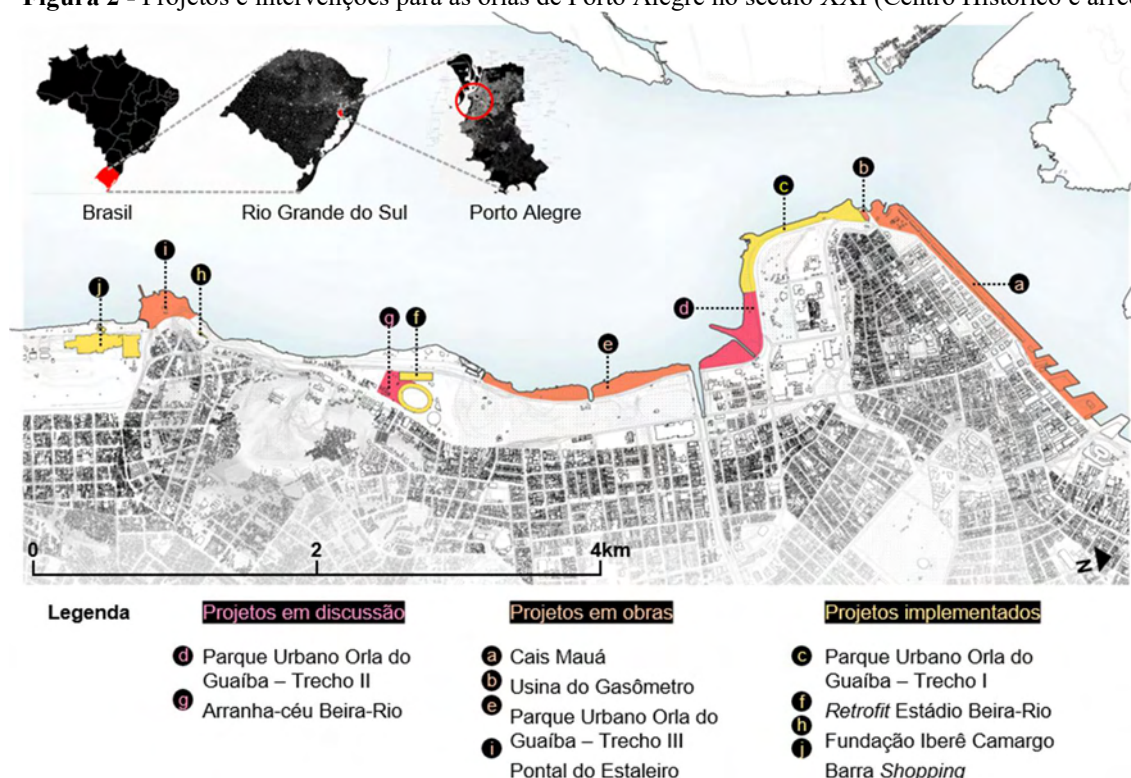 Figura 2 - Projetos e intervenções para as orlas de Porto Alegre no século XXI (Centro Histórico e
Brasil
Rio Grande do Sul
Porto Alegre
a
b
c
d
e
f
g
h
i
j
0
2
4km
N
Legenda
Projetos em discussão
d Parque Urbano Orla do
Guaíba – Trecho II
g Arranha-céu Beira-Rio
Projetos em obras
a Cais Mauá
b Usina do Gasômetro
e Parque Urbano Orla do
Guaíba – Trecho III
i Pontal do Estaleiro
Projetos implementados
c Parque Urbano Orla do
Guaíba – Trecho I
f Retrofit Estádio Beira-Rio
h Fundação Iberê Camargo
j Barra Shopping